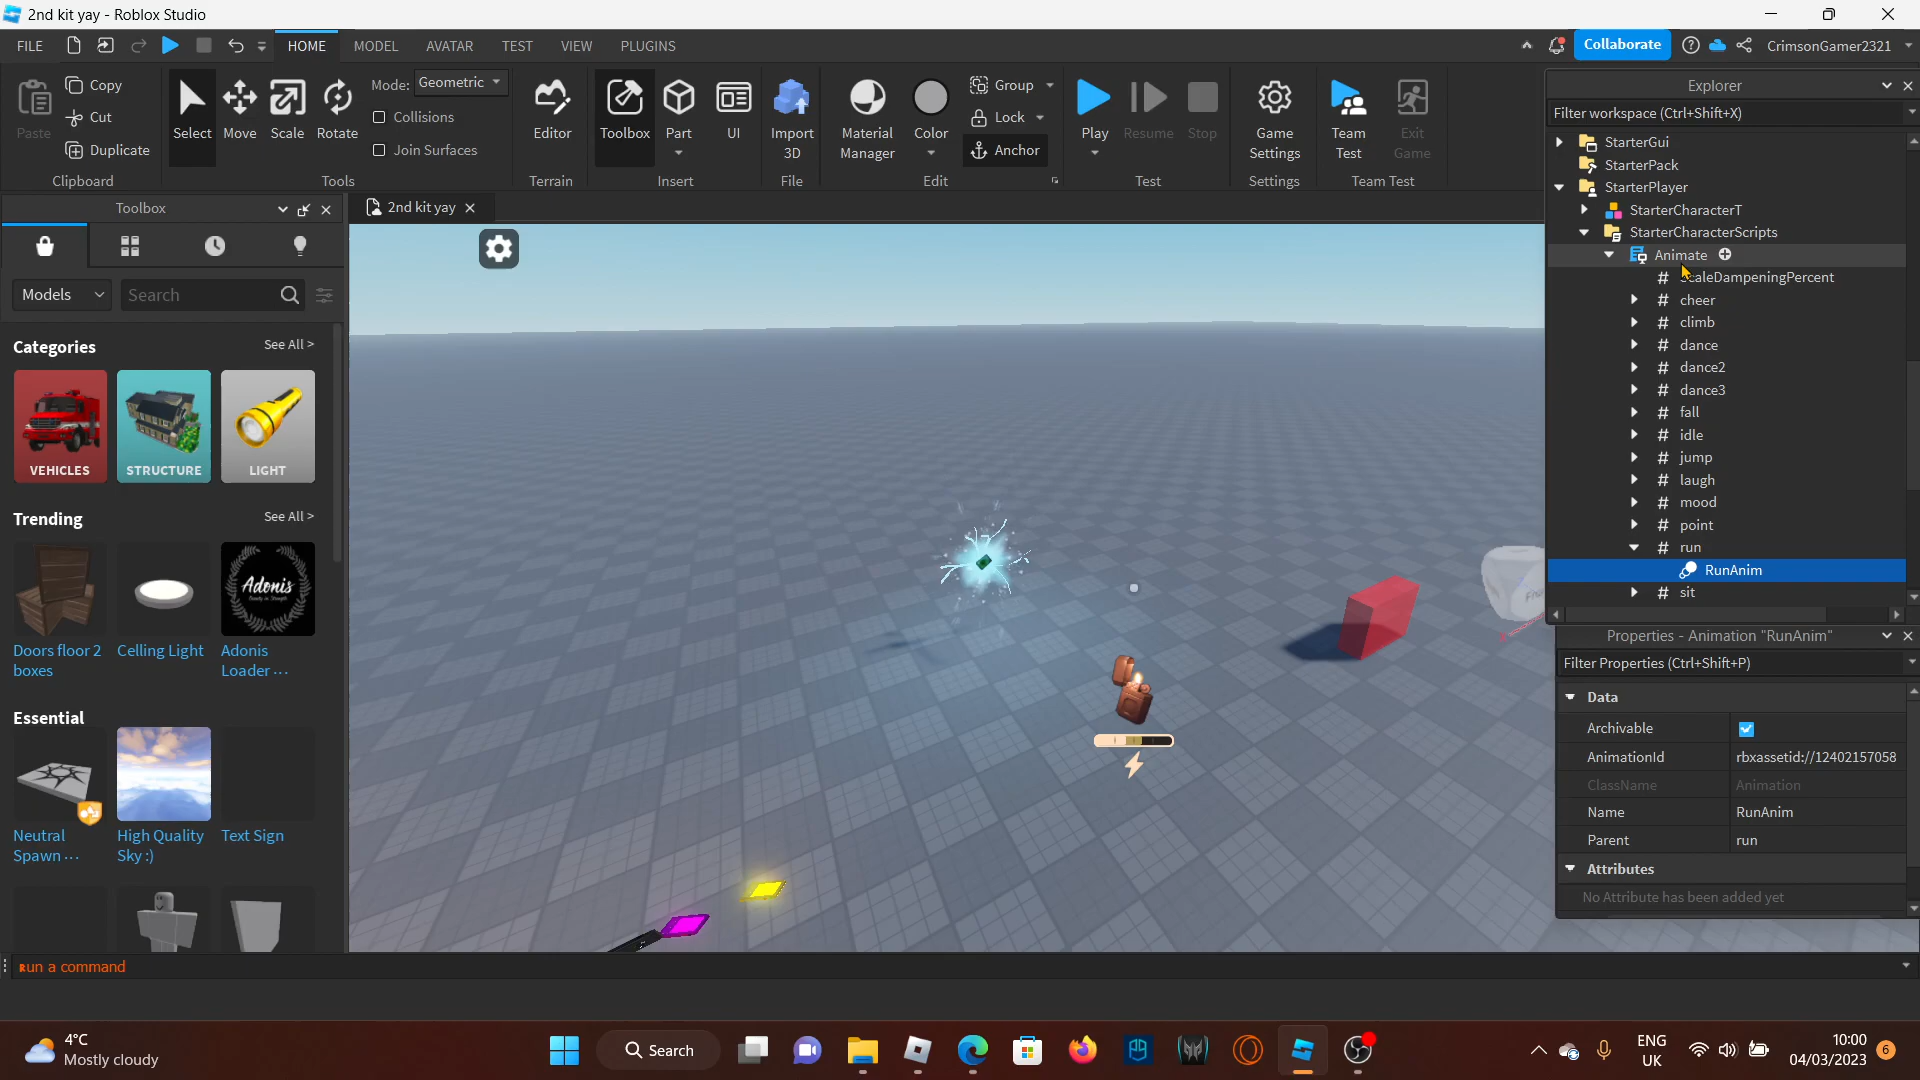 2nd kit yay - Roblox Studio
FILE
HOME
MODEL
AVATAR
TEST
VIEW
PLUGINS
Collaborate
CrimsonGamer2321
Paste
Copy
Cut
Duplicate
Clipboard
Select
Move
Scale
Rotate
Mode: Geometric
Collisions
Join Surfaces
Tools
Editor
Terrain
Toolbox
Part
UI
Insert
Import 3D
File
Material Manager
Color
Group
Lock
Anchor
Edit
Play
Resume
Stop
Test
Game Settings
Settings
Team Test
Exit Game
Team Test
Toolbox
2nd kit yay
Models
Search
Categories
See All >
VEHICLES
STRUCTURE
LIGHT
Trending
See All >
Adonis
Doors floor 2 boxes
Celling Light
Adonis Loader ...
Essential
Neutral Spawn ...
High Quality Sky :)
Text Sign
Explorer
Filter workspace (Ctrl+Shift+X)
StarterGui
StarterPack
StarterPlayer
StarterCharacterT
StarterCharacterScripts
Animate
# ScaleDampeningPercent
# cheer
# climb
# dance
# dance2
# dance3
# fall
# idle
# jump
# laugh
# mood
# point
# run
RunAnim
# sit
Properties - Animation "RunAnim"
Filter Properties (Ctrl+Shift+P)
Data
Archivable
AnimationId rbxassetid://12402157058
ClassName Animation
Name RunAnim
Parent run
Attributes
No Attribute has been added yet
Run a command
4°C
Mostly cloudy
Search
ENG
UK
10:00
04/03/2023
6